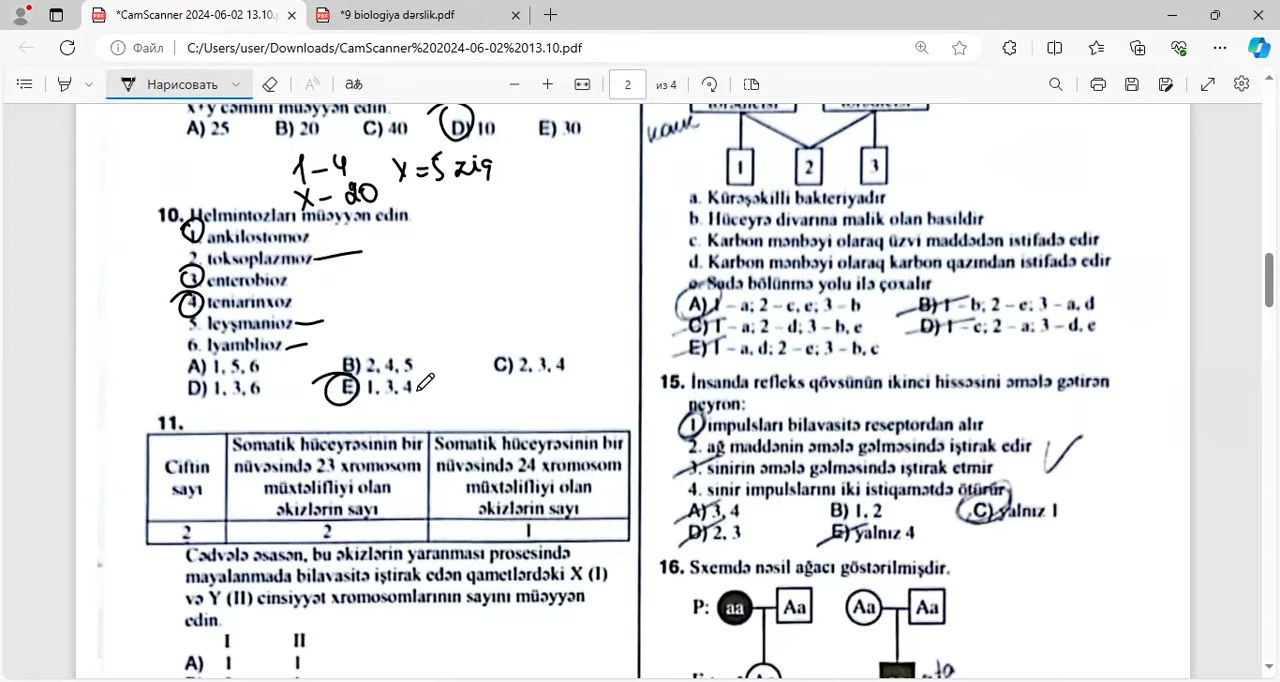 *CamScanner 2024-06-02 13.10.
*9 biologiya dərslik.pdf
Файл
C:/Users/user/Downloads/CamScanner%202024-06-02%2013.10.pdf
Нарисовать
2 из 4
x+y cəmini müəyyən edin.
A) 25 B) 20 C) 40 D) 10 E) 30
1-4 x=5 ziq
x-20
10. Helmintozları müəyyən edin.
1. ankilostomoz
2. toksoplazmoz
3. enterobioz
4. teniarinxoz
5. leyşmanioz
6. lyamblioz
A) 1, 5, 6 B) 2, 4, 5 C) 2, 3, 4
D) 1, 3, 6 E) 1, 3, 4
11.
Cütün sayı
Somatik hüceyrəsinin bir nüvəsində 23 xromosom müxtəlifliyi olan əkizlərin sayı
Somatik hüceyrəsinin bir nüvəsində 24 xromosom müxtəlifliyi olan əkizlərin sayı
2 2 1
Cədvələ əsasən, bu əkizlərin yaranması prosesində
mayalanmada bilavasitə iştirak edən qametlərdəki X (I)
və Y (II) cinsiyyət xromosomlarının sayını müəyyən
edin.
I II
A) 1 1
1 2 3
a. Kürəşəkilli bakteriyadır
b. Hüceyrə divarına malik olan basildir
c. Karbon mənbəyi olaraq üzvi maddədən istifadə edir
d. Karbon mənbəyi olaraq karbon qazından istifadə edir
e. Sadə bölünmə yolu ilə çoxalır
A) 1 – a; 2 – c, e; 3 – b B) 1 – b; 2 – e; 3 – a, d
C) 1 – a; 2 – d; 3 – b, e D) 1 – c; 2 – a; 3 – d, e
E) 1 – a, d; 2 – e; 3 – b, c
15. İnsanda refleks qövsünün ikinci hissəsini əmələ gətirən
neyron:
1. impulsları bilavasitə reseptordan alır
2. ağ maddənin əmələ gəlməsində iştirak edir
3. sinirin əmələ gəlməsində iştirak etmir
4. sinir impulslarını iki istiqamətdə ötürür
A) 3, 4 B) 1, 2 C) yalnız 1
D) 2, 3 E) yalnız 4
16. Sxemdə nəsil ağacı göstərilmişdir.
P: aa Aa Aa Aa